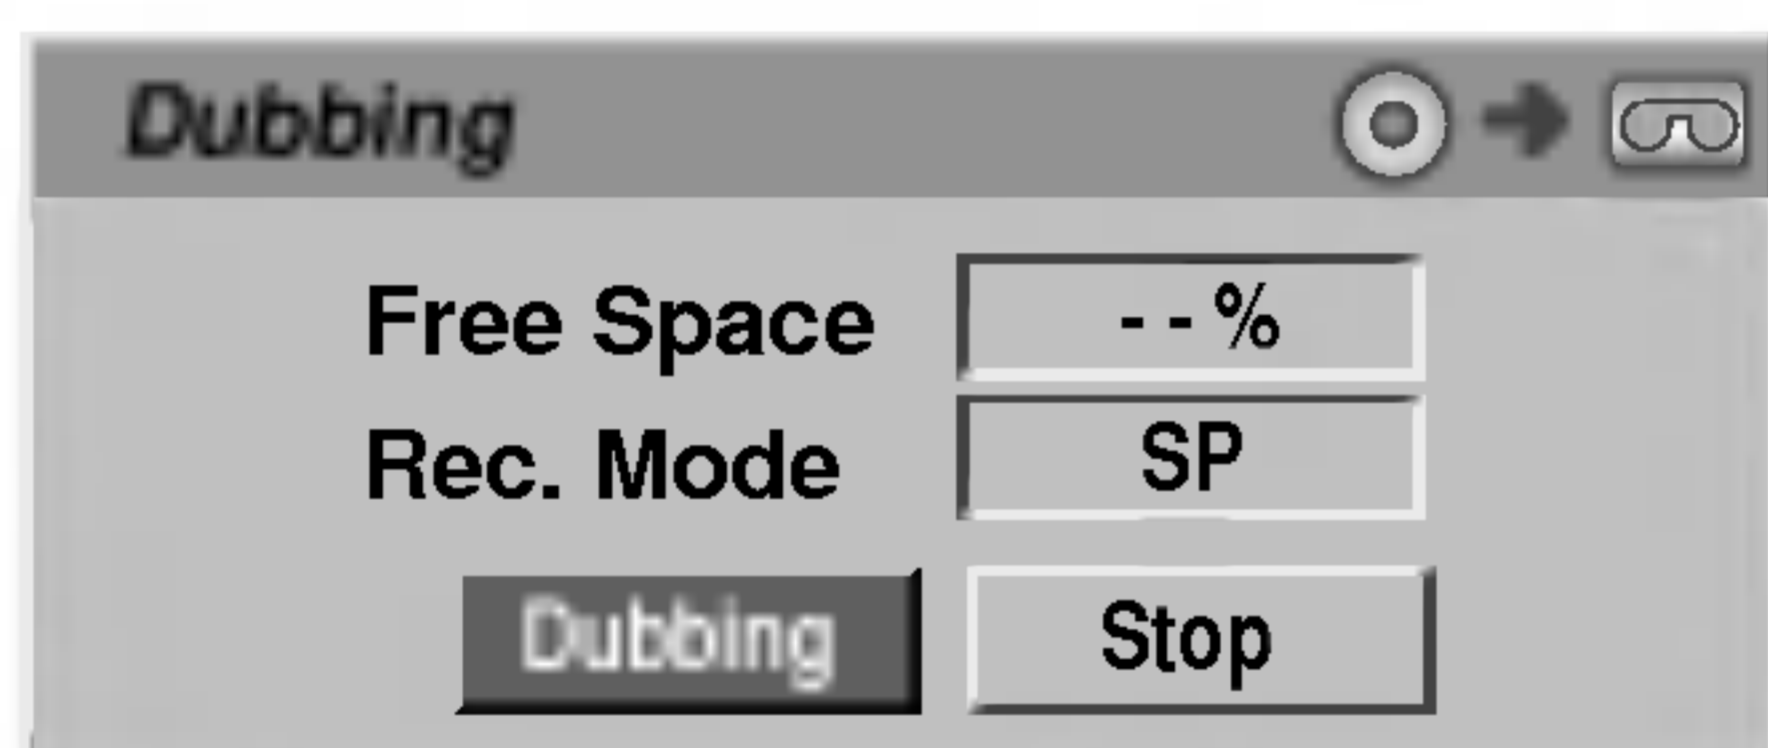 Dubbing
Free Space - - %
Rec. Mode SP
Dubbing Stop